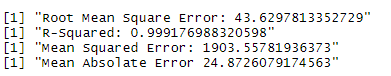 [1] "Root Mean Square Error: 43.6297813352729"
[1] "R-Squared: 0.999176988320598"
[1] "Mean Squared Error: 1903.55781936373"
[1] "Mean Absolute Error 24.8726079174563"